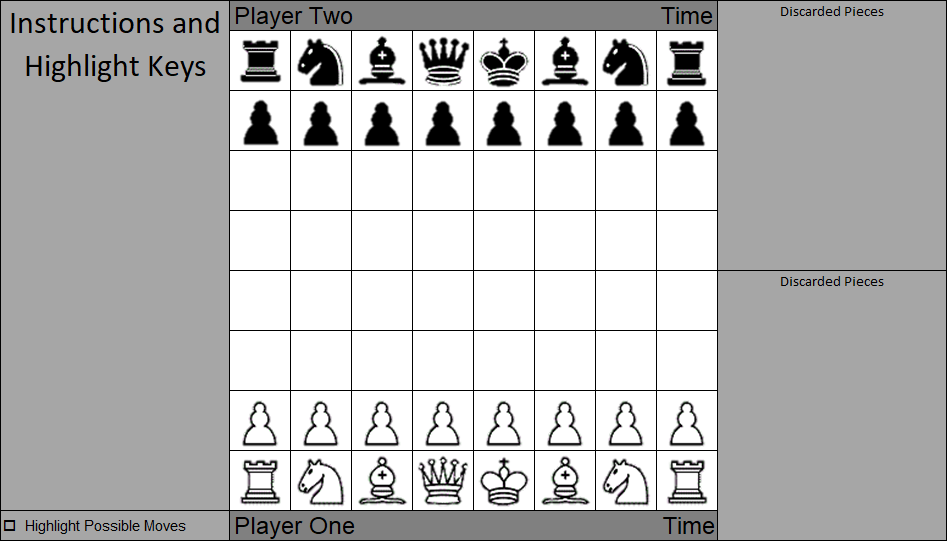 Instructions and
Highlight Keys
Player Two
Time
Discarded Pieces
Discarded Pieces
Highlight Possible Moves
Player One
Time